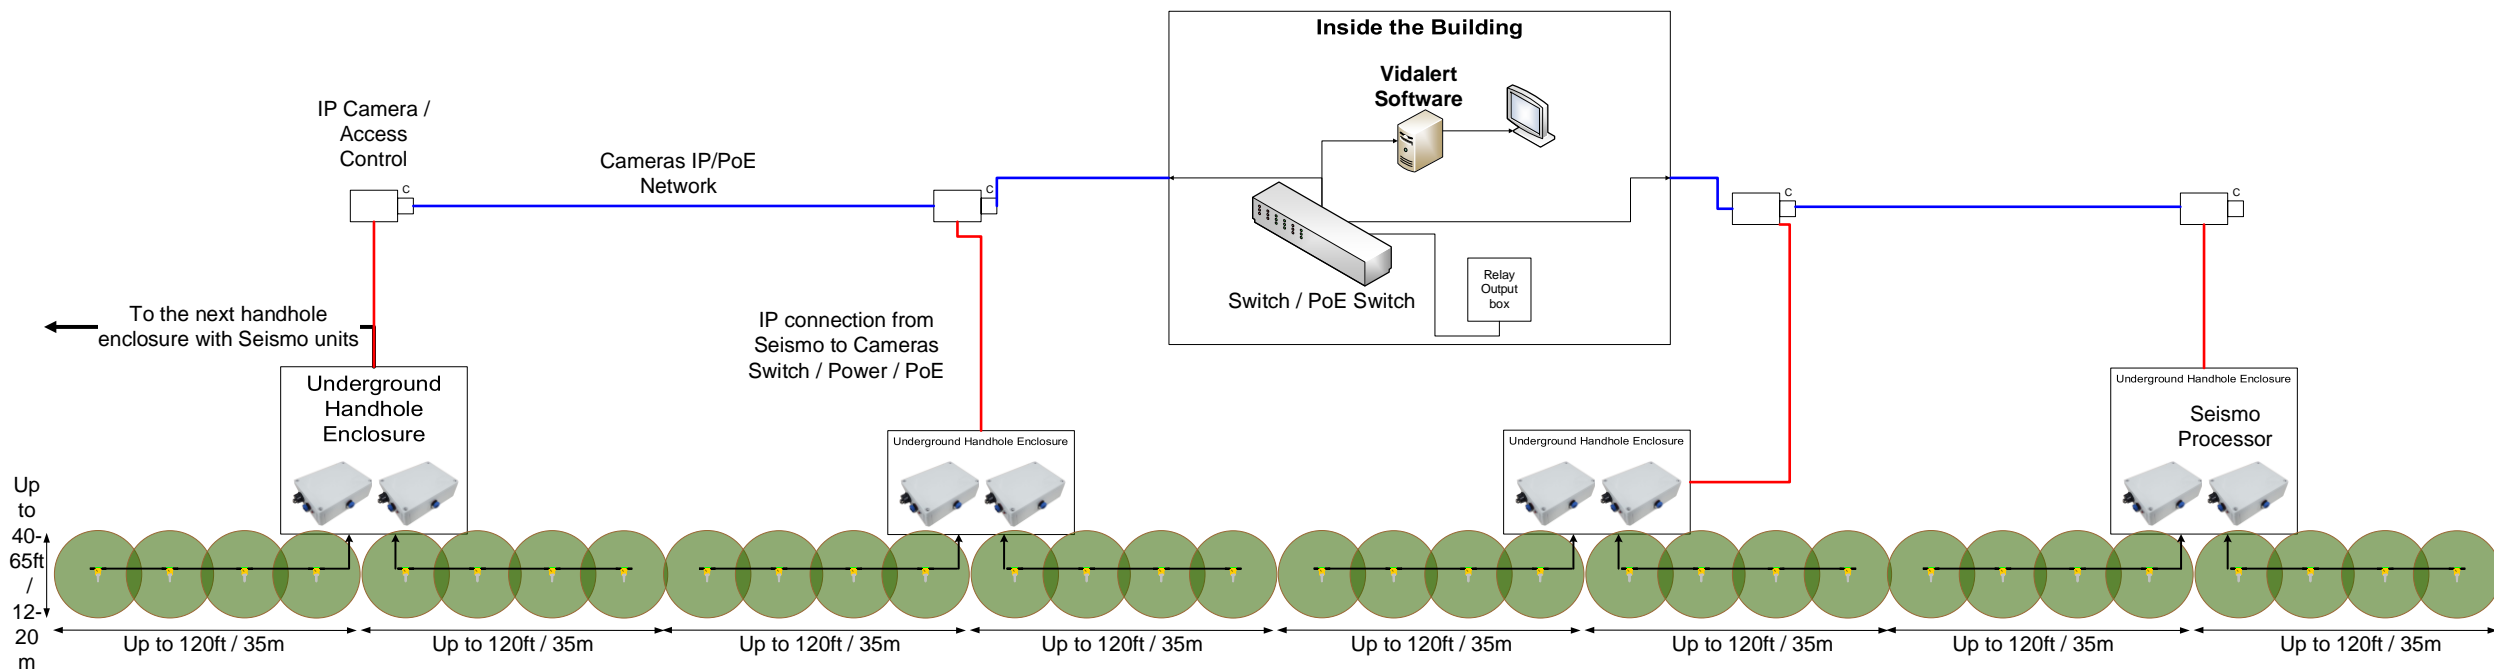 Inside the Building
Vidalert
Software
IP Camera /
Access
Control
Cameras IP/PoE
Network
C
C
C
C
Relay
Output
box
Switch / PoE Switch
To the next handhole
enclosure with Seismo units
IP connection from
Seismo to Cameras
Switch / Power / PoE
Underground
Handhole
Enclosure
Underground Handhole Enclosure
Underground Handhole Enclosure
Underground Handhole Enclosure
Seismo
Processor
Up
to
40-
65ft
/
12-
20
m
Up to 120ft / 35m
Up to 120ft / 35m
Up to 120ft / 35m
Up to 120ft / 35m
Up to 120ft / 35m
Up to 120ft / 35m
Up to 120ft / 35m
Up to 120ft / 35m